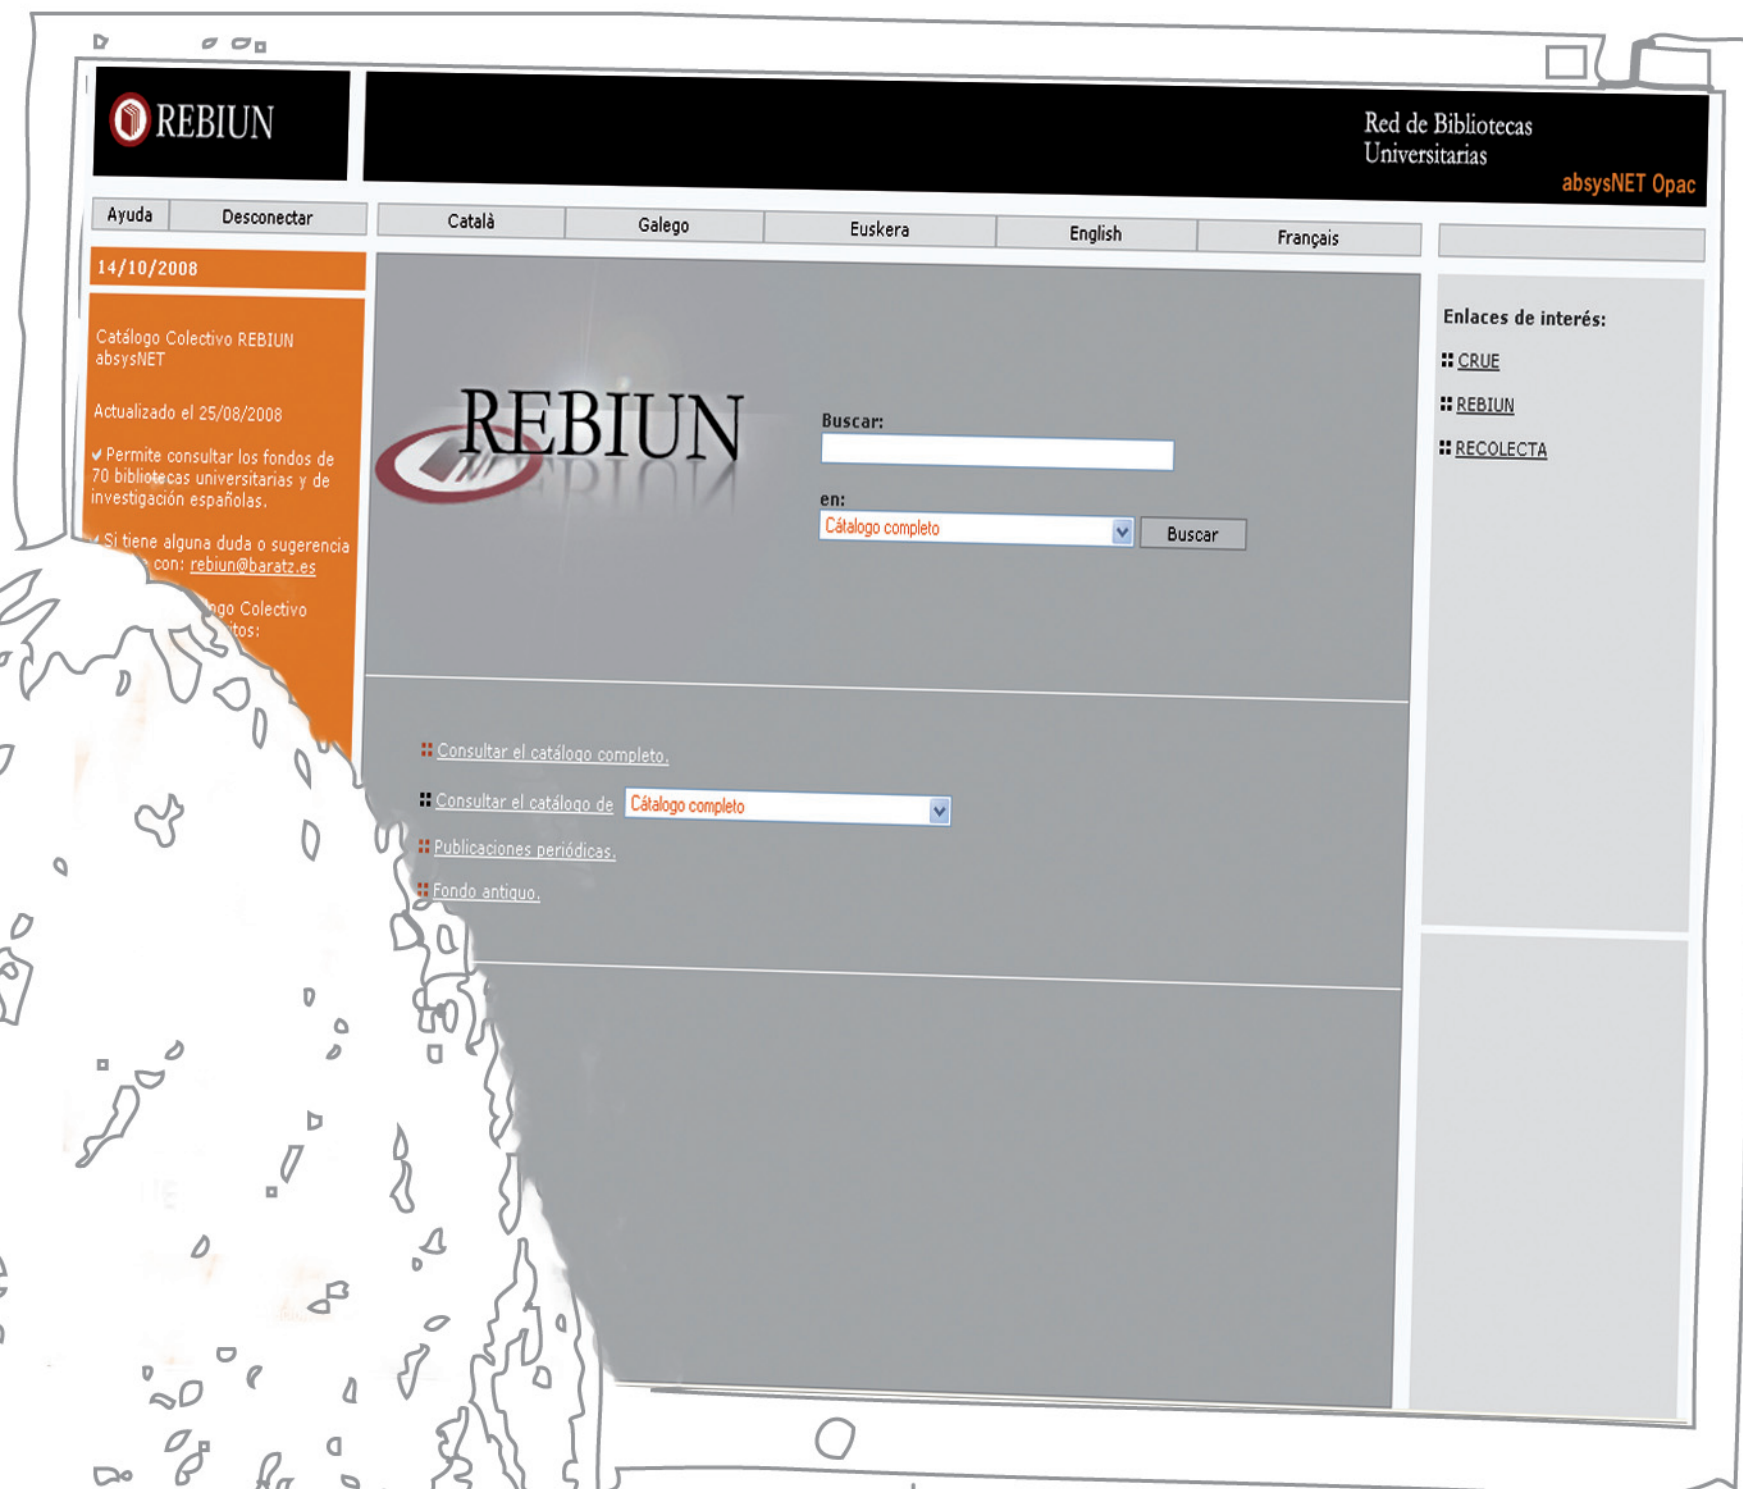 REBIUN
Red de Bibliotecas
Universitarias
absysNET Opac
Ayuda
Desconectar
Català
Galego
Euskera
English
Français
14/10/2008
Catálogo Colectivo REBIUN
absysNET
Actualizado el 25/08/2008
Permite consultar los fondos de
70 bibliotecas universitarias y de
investigación españolas.
Si tiene alguna duda o sugerencia
con: rebiun@baratz.es
Colectivo
REBIUN
Buscar:
en:
Cátalogo completo
Buscar
Consultar el catálogo completo.
Consultar el catálogo de
Cátalogo completo
Publicaciones periódicas.
Fondo antiguo.
Enlaces de interés:
CRUE
REBIUN
RECOLECTA